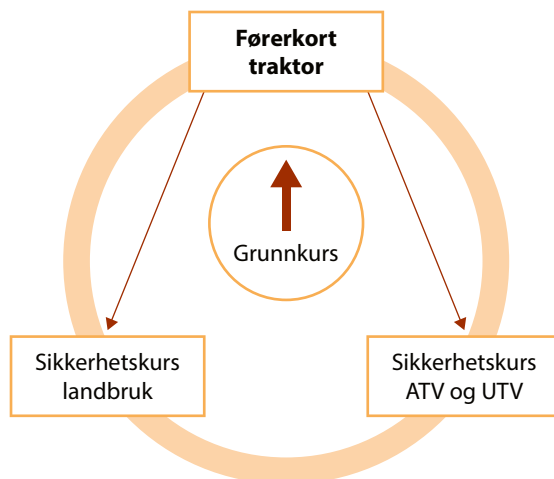 Førerkort
traktor
Grunnkurs
Sikkerhetskurs
landbruk
Sikkerhetskurs
ATV og UTV